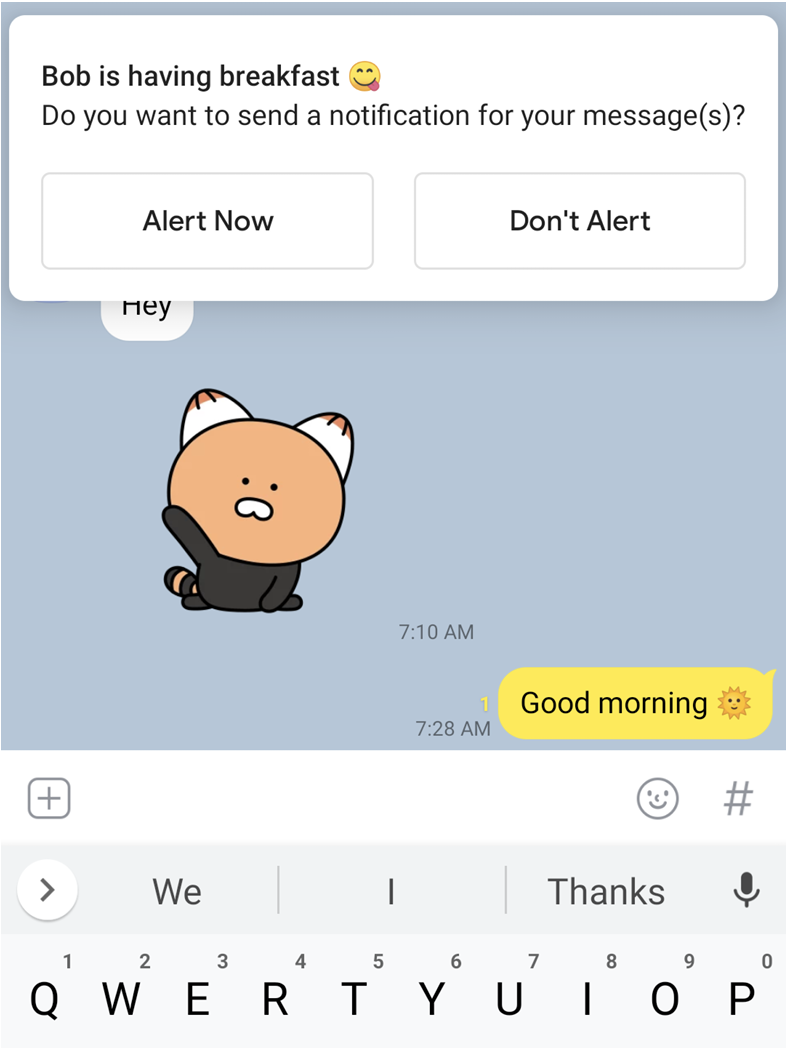 Bob is having breakfast 😋
Do you want to send a notification for your message(s)?
Alert Now
Don't Alert
Hey
7:10 AM
1
7:28 AM
Good morning 🌞
#
We
I
Thanks
1 2 3 4 5 6 7 8 9 0
Q W E R T Y U I O P